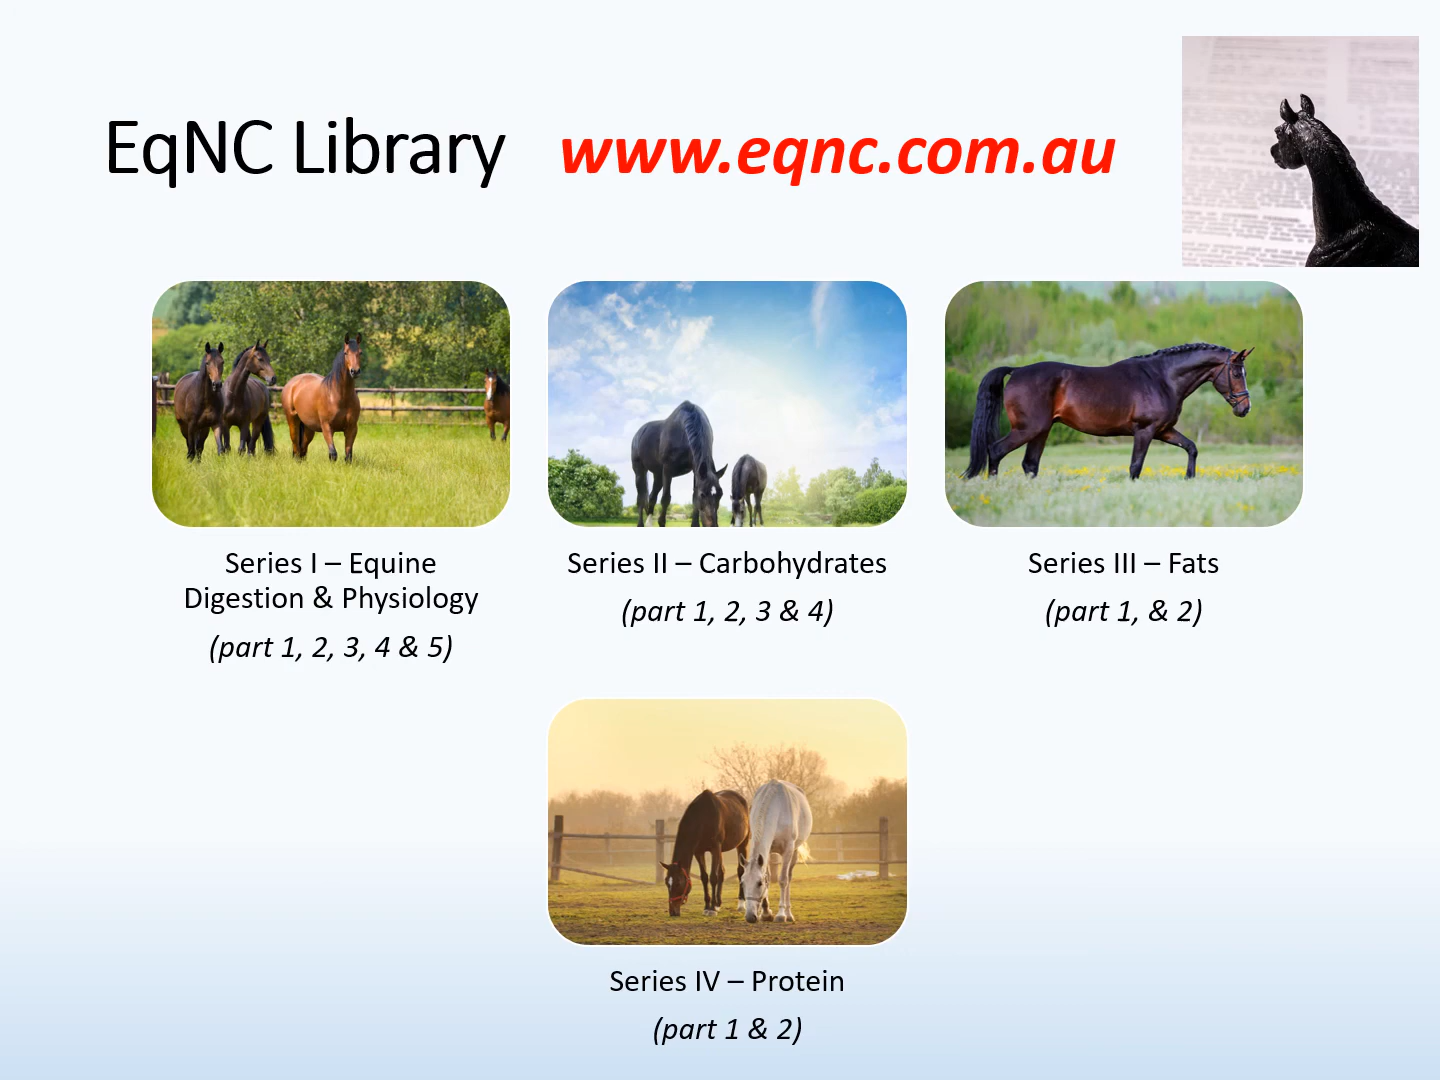 EqNC Library www.eqnc.com.au
Series I – Equine
Digestion & Physiology
(part 1, 2, 3, 4 & 5)
Series II – Carbohydrates
(part 1, 2, 3 & 4)
Series III – Fats
(part 1, & 2)
Series IV – Protein
(part 1 & 2)